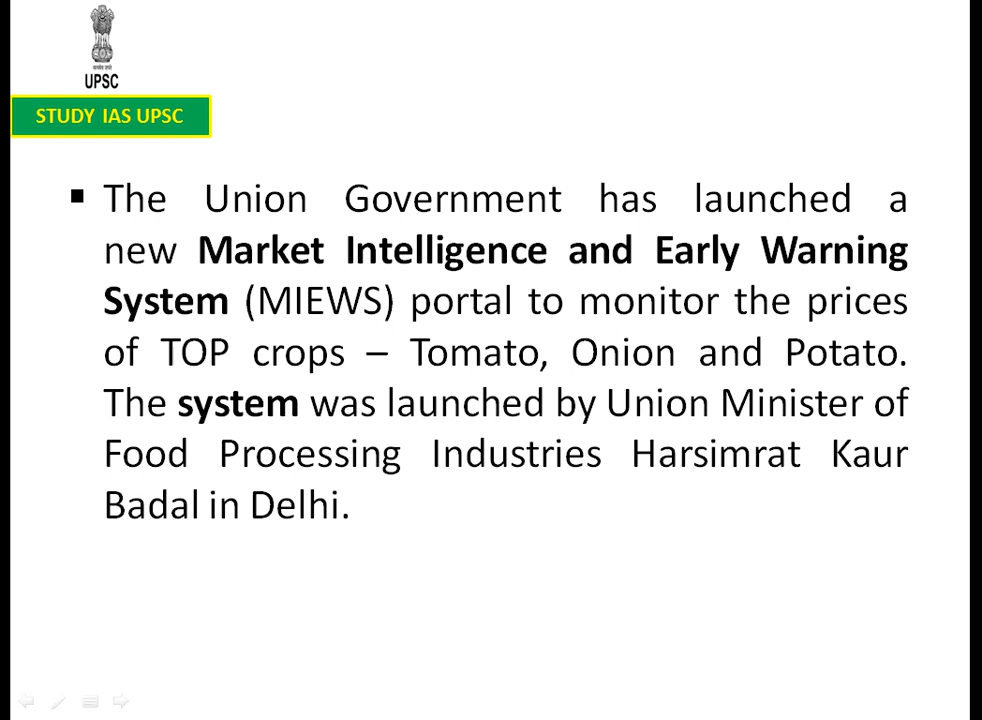 UPSC
STUDY IAS UPSC
▪ The Union Government has launched a
new Market Intelligence and Early Warning
System (MIEWS) portal to monitor the prices
of TOP crops – Tomato, Onion and Potato.
The system was launched by Union Minister of
Food Processing Industries Harsimrat Kaur
Badal in Delhi.